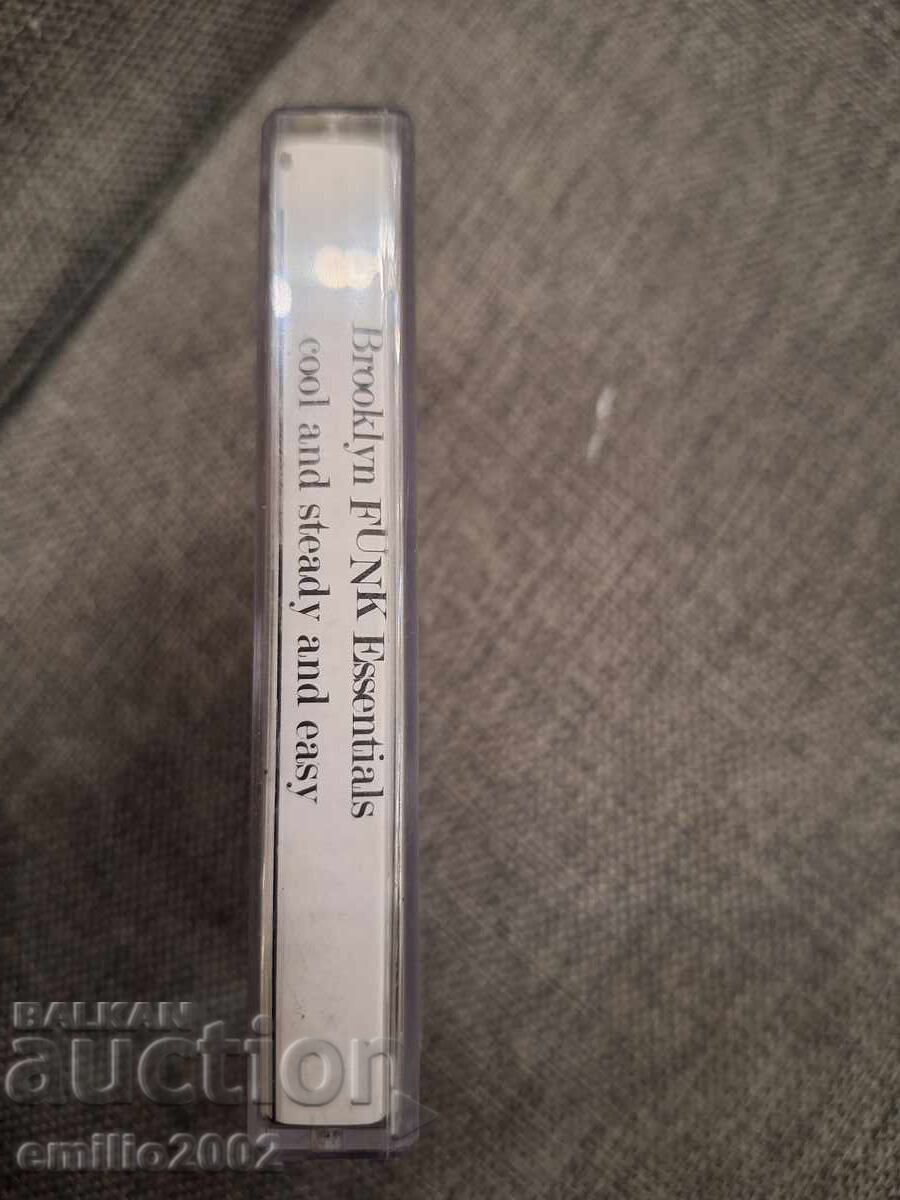 Brooklyn FUNK Essentials
cool and steady and easy
BALKAN
auction
emilio2002